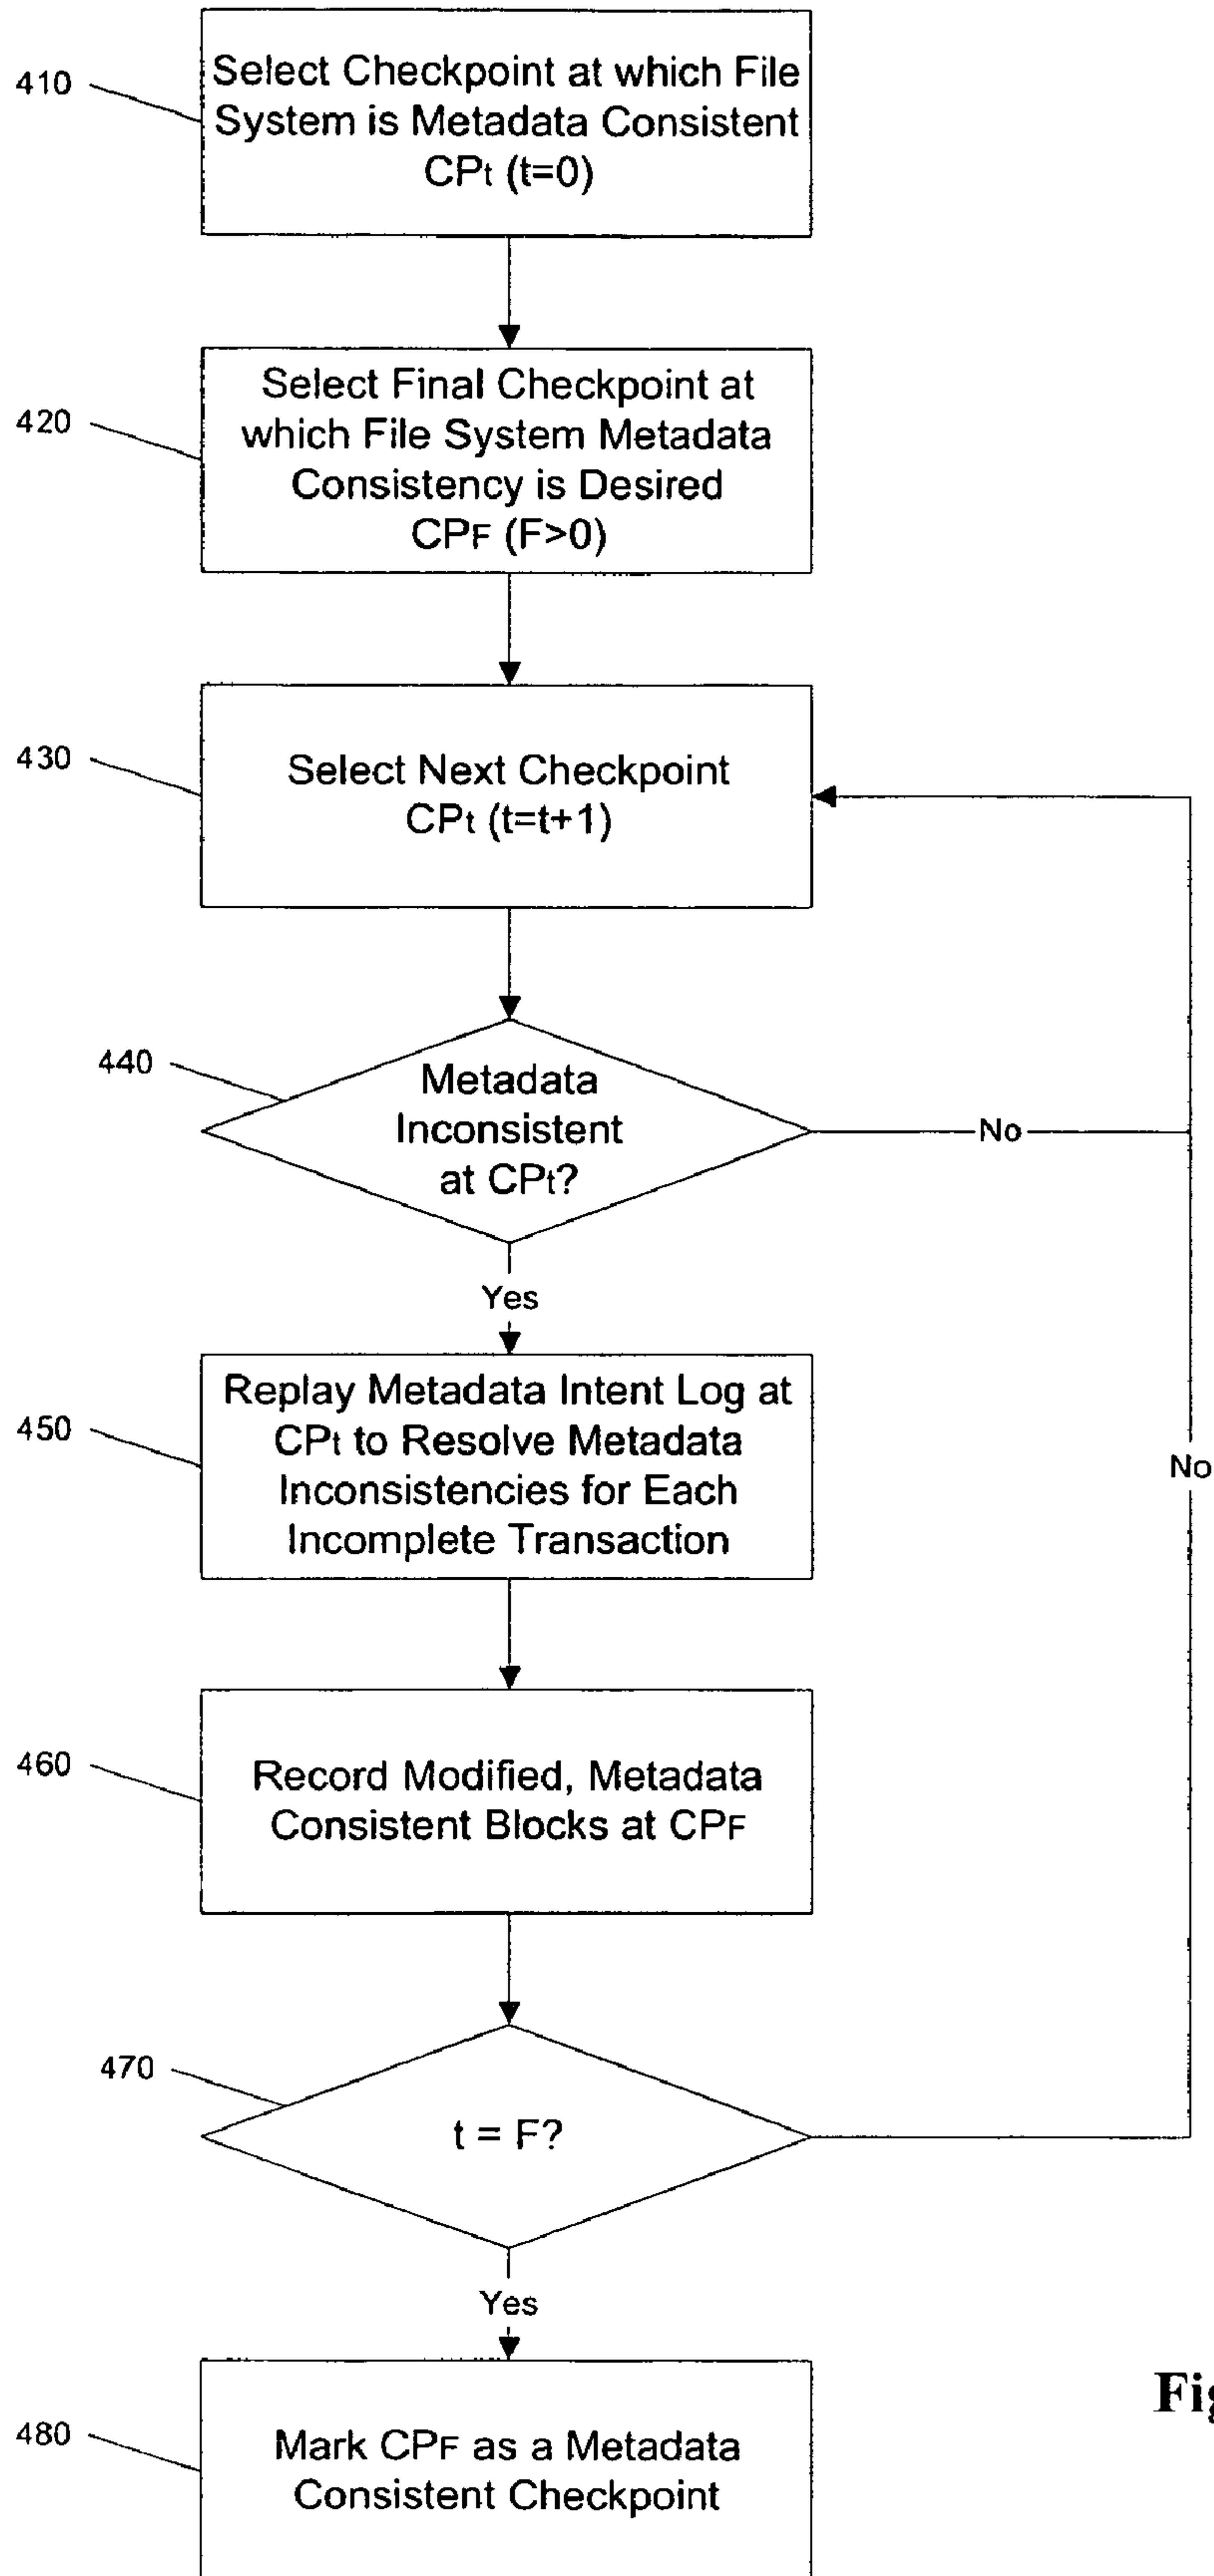 410
Select Checkpoint at which File
System is Metadata Consistent
CPt (t=0)
420
Select Final Checkpoint at
which File System Metadata
Consistency is Desired
CPF (F>0)
430
Select Next Checkpoint
CPt (t=t+1)
440
Metadata
Inconsistent
at CPt?
No
Yes
450
Replay Metadata Intent Log at
CPt to Resolve Metadata
Inconsistencies for Each
Incomplete Transaction
No
460
Record Modified, Metadata
Consistent Blocks at CPF
470
t = F?
Yes
480
Mark CPF as a Metadata
Consistent Checkpoint